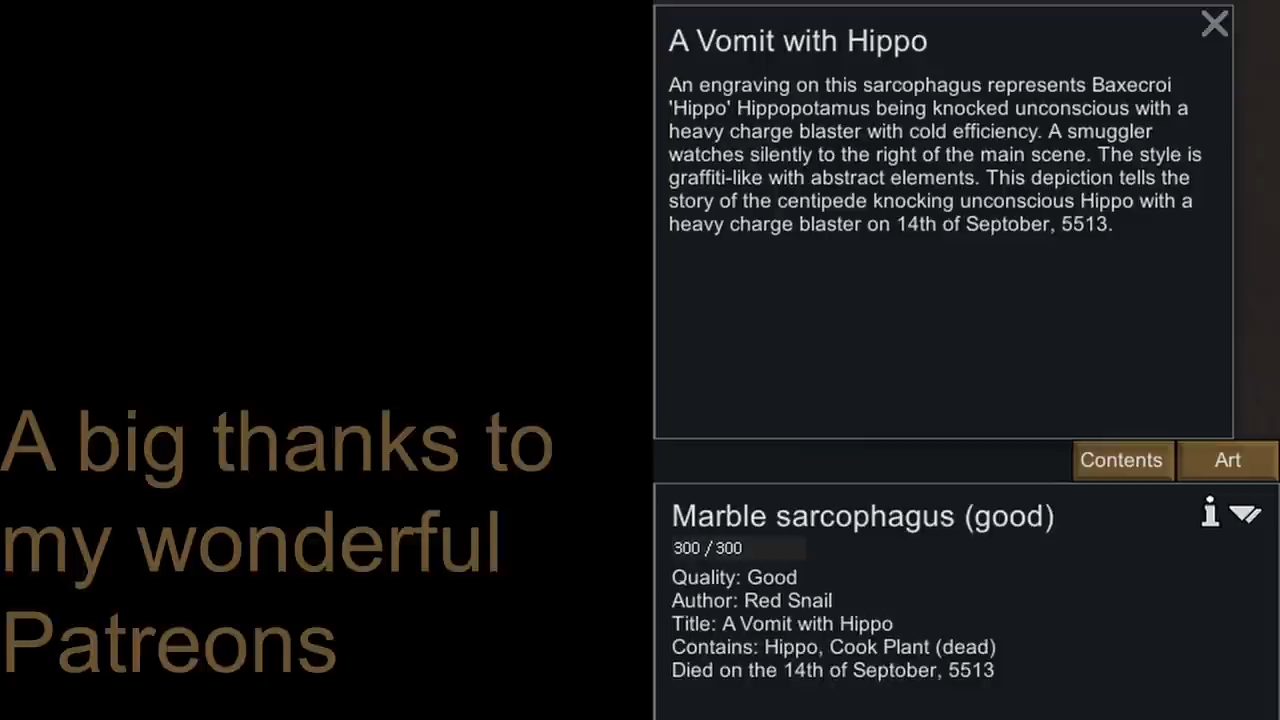 A big thanks to
my wonderful
Patreons
A Vomit with Hippo
An engraving on this sarcophagus represents Baxecroi
'Hippo' Hippopotamus being knocked unconscious with a
heavy charge blaster with cold efficiency. A smuggler
watches silently to the right of the main scene. The style is
graffiti-like with abstract elements. This depiction tells the
story of the centipede knocking unconscious Hippo with a
heavy charge blaster on 14th of Septober, 5513.
Contents
Art
Marble sarcophagus (good)
300 / 300
Quality: Good
Author: Red Snail
Title: A Vomit with Hippo
Contains: Hippo, Cook Plant (dead)
Died on the 14th of Septober, 5513